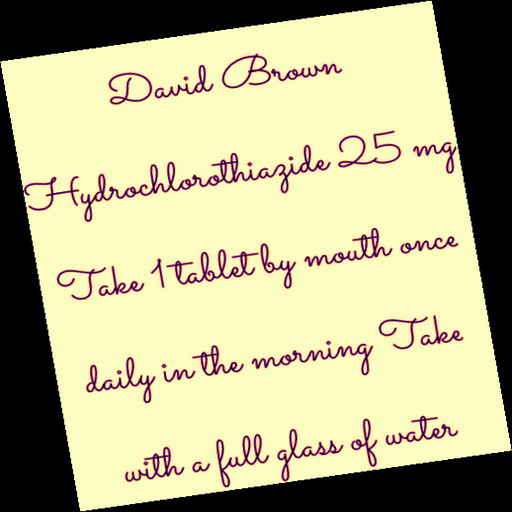 David Brown
Hydrochlorothiazide 25 mg
Take 1 tablet by mouth once
daily in the morning Take
with a full glass of water